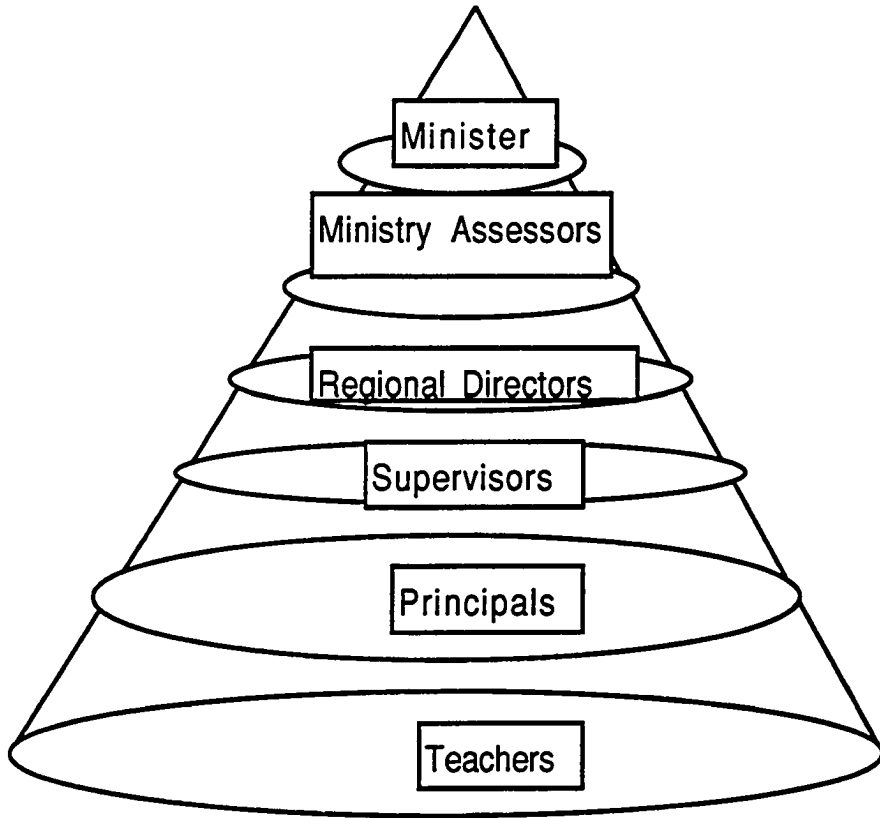 Minister
Ministry Assessors
Regional Directors
Supervisors
Principals
Teachers